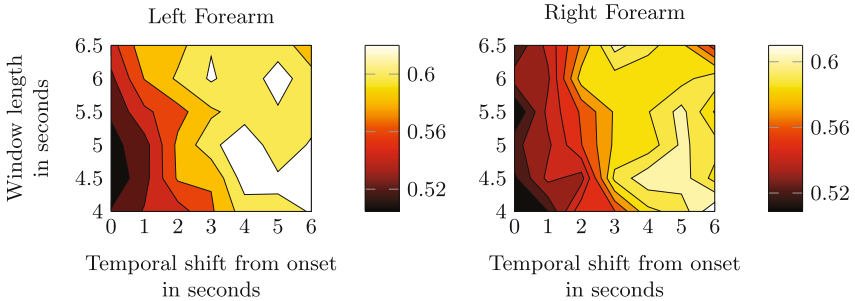 Left Forearm
Window length
in seconds
6.5
6
5.5
5
4.5
4
0 1 2 3 4 5 6
Temporal shift from onset
in seconds
0.6
0.56
0.52
Right Forearm
6.5
6
5.5
5
4.5
4
0 1 2 3 4 5 6
Temporal shift from onset
in seconds
0.6
0.56
0.52